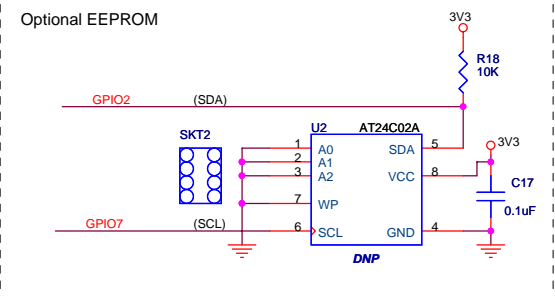 Optional EEPROM
3V3
R18
10K
GPIO2 (SDA)
SKT2
U2 AT24C02A
3V3
1 A0 SDA 5
2 A1
3 A2 VCC 8
C17
0.1uF
7 WP
GPIO7 (SCL) 6 SCL GND 4
DNP